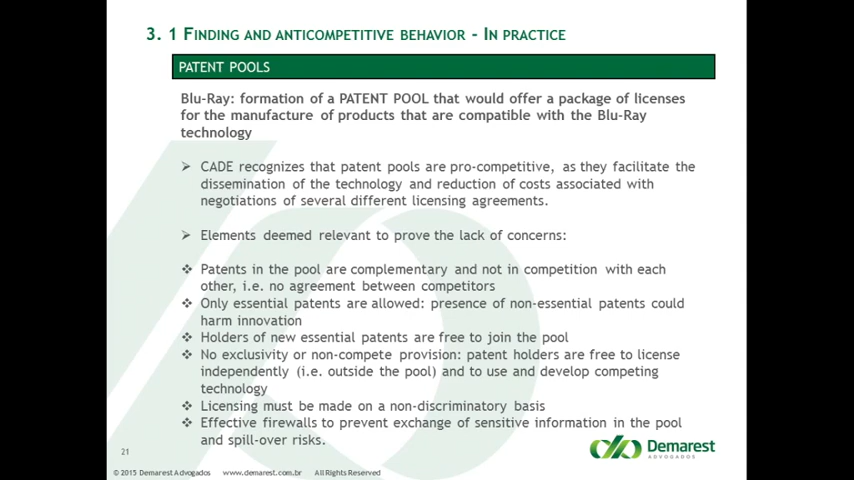 3. 1 FINDING AND ANTICOMPETITIVE BEHAVIOR - IN PRACTICE
PATENT POOLS
Blu-Ray: formation of a PATENT POOL that would offer a package of licenses
for the manufacture of products that are compatible with the Blu-Ray
technology
➢ CADE recognizes that patent pools are pro-competitive, as they facilitate the
dissemination of the technology and reduction of costs associated with
negotiations of several different licensing agreements.
➢ Elements deemed relevant to prove the lack of concerns:
❖ Patents in the pool are complementary and not in competition with each
other, i.e. no agreement between competitors
❖ Only essential patents are allowed: presence of non-essential patents could
harm innovation
❖ Holders of new essential patents are free to join the pool
❖ No exclusivity or non-compete provision: patent holders are free to license
independently (i.e. outside the pool) and to use and develop competing
technology
❖ Licensing must be made on a non-discriminatory basis
❖ Effective firewalls to prevent exchange of sensitive information in the pool
and spill-over risks.
21
Demarest
ADVOGADOS
© 2015 Demarest Advogados www.demarest.com.br All Rights Reserved